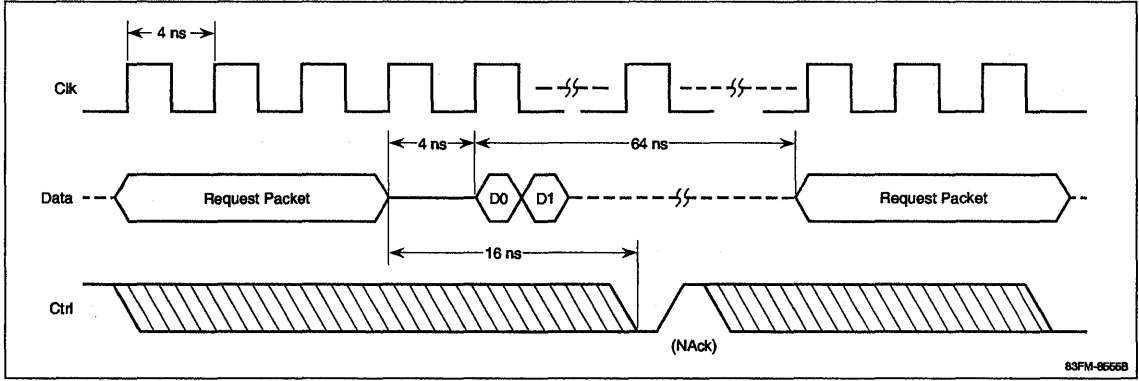 4 ns
Clk
4 ns
64 ns
Data
Request Packet
D0
D1
Request Packet
16 ns
Ctrl
(NAck)
83FM-8555B